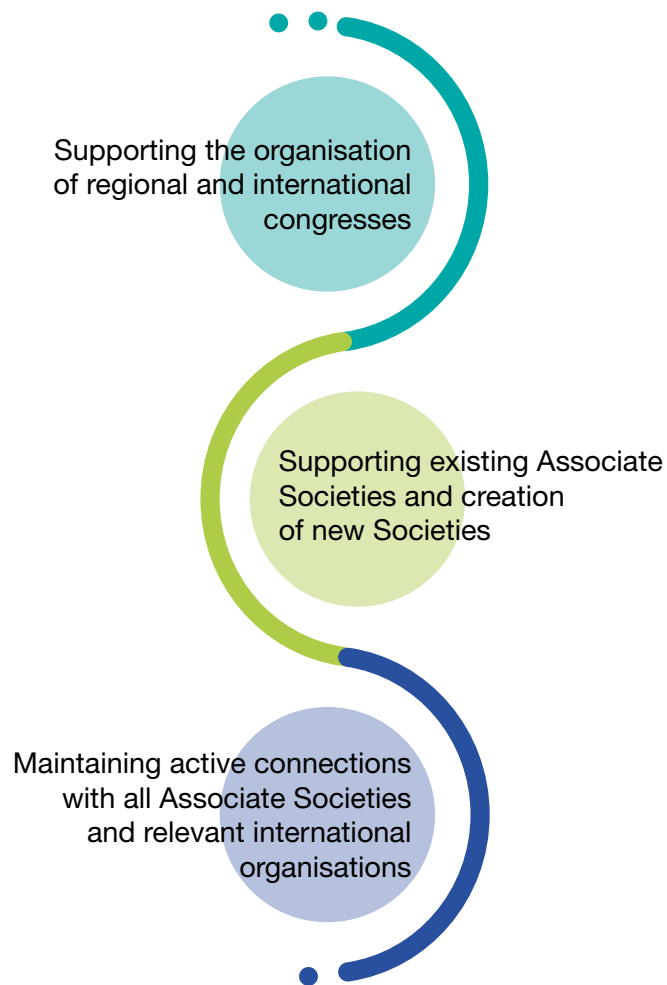 Supporting the organisation
of regional and international
congresses
Supporting existing Associate
Societies and creation
of new Societies
Maintaining active connections
with all Associate Societies
and relevant international
organisations